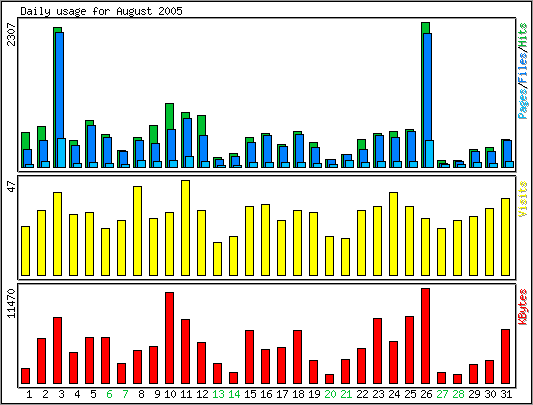 Daily usage for August 2005
2307
Pages/Files/Hits
47
Visits
11470
KBytes
1 2 3 4 5 6 7 8 9 10 11 12 13 14 15 16 17 18 19 20 21 22 23 24 25 26 27 28 29 30 31